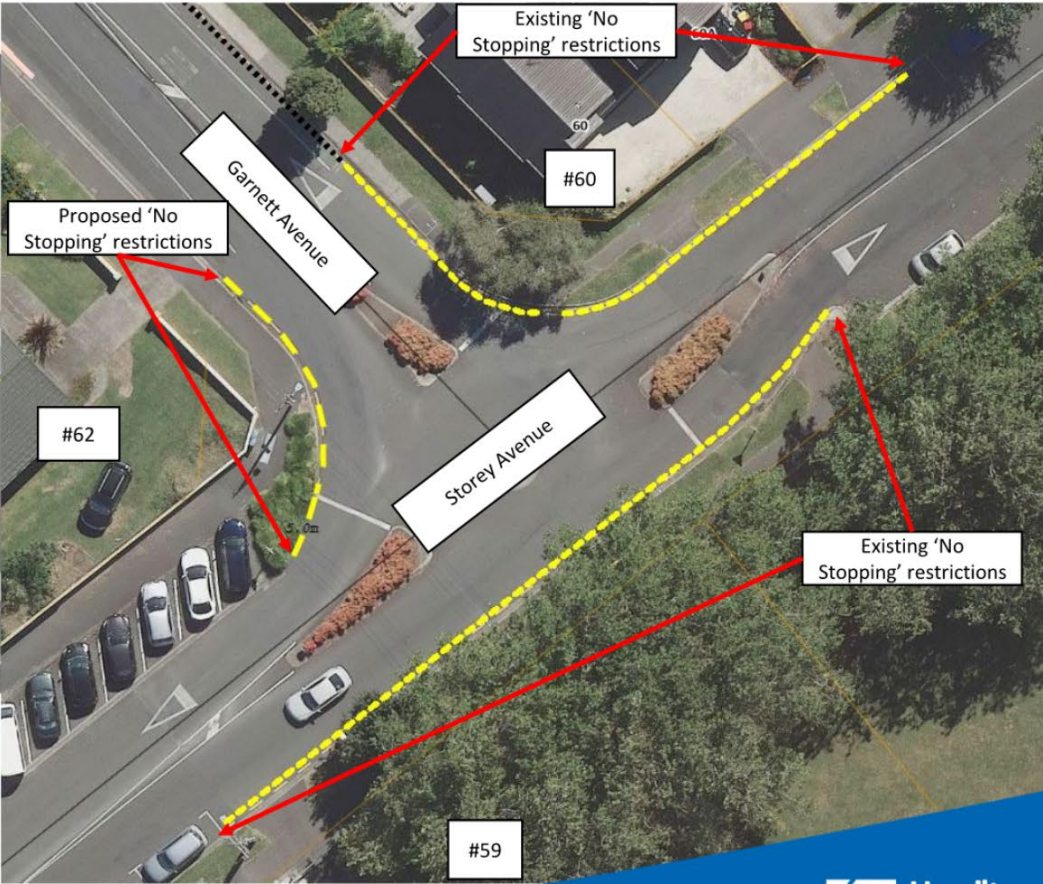 Existing ‘No
Stopping’ restrictions
60
#60
Garnett Avenue
Proposed ‘No
Stopping’ restrictions
#62
Storey Avenue
Existing ‘No
Stopping’ restrictions
#59